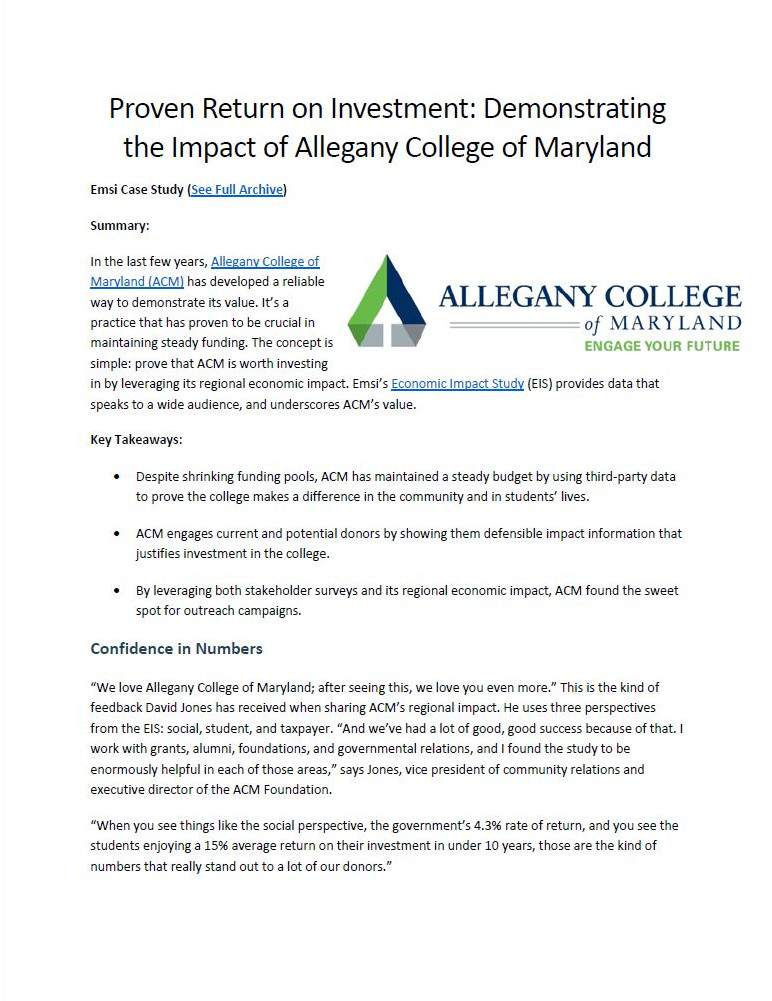 Proven Return on Investment: Demonstrating
the Impact of Allegany College of Maryland
Emsi Case Study (See Full Archive)
Summary:
In the last few years, Allegany College of
Maryland (ACM) has developed a reliable
way to demonstrate its value. It’s a
practice that has proven to be crucial in
maintaining steady funding. The concept is
simple: prove that ACM is worth investing
ALLEGANY COLLEGE
of MARYLAND
ENGAGE YOUR FUTURE
in by leveraging its regional economic impact. Emsi’s Economic Impact Study (EIS) provides data that
speaks to a wide audience, and underscores ACM’s value.
Key Takeaways:
• Despite shrinking funding pools, ACM has maintained a steady budget by using third-party data
to prove the college makes a difference in the community and in students’ lives.
• ACM engages current and potential donors by showing them defensible impact information that
justifies investment in the college.
• By leveraging both stakeholder surveys and its regional economic impact, ACM found the sweet
spot for outreach campaigns.
Confidence in Numbers
“We love Allegany College of Maryland; after seeing this, we love you even more.” This is the kind of
feedback David Jones has received when sharing ACM’s regional impact. He uses three perspectives
from the EIS: social, student, and taxpayer. “And we’ve had a lot of good, good success because of that. I
work with grants, alumni, foundations, and governmental relations, and I found the study to be
enormously helpful in each of those areas,” says Jones, vice president of community relations and
executive director of the ACM Foundation.
“When you see things like the social perspective, the government’s 4.3% rate of return, and you see the
students enjoying a 15% average return on their investment in under 10 years, those are the kind of
numbers that really stand out to a lot of our donors.”